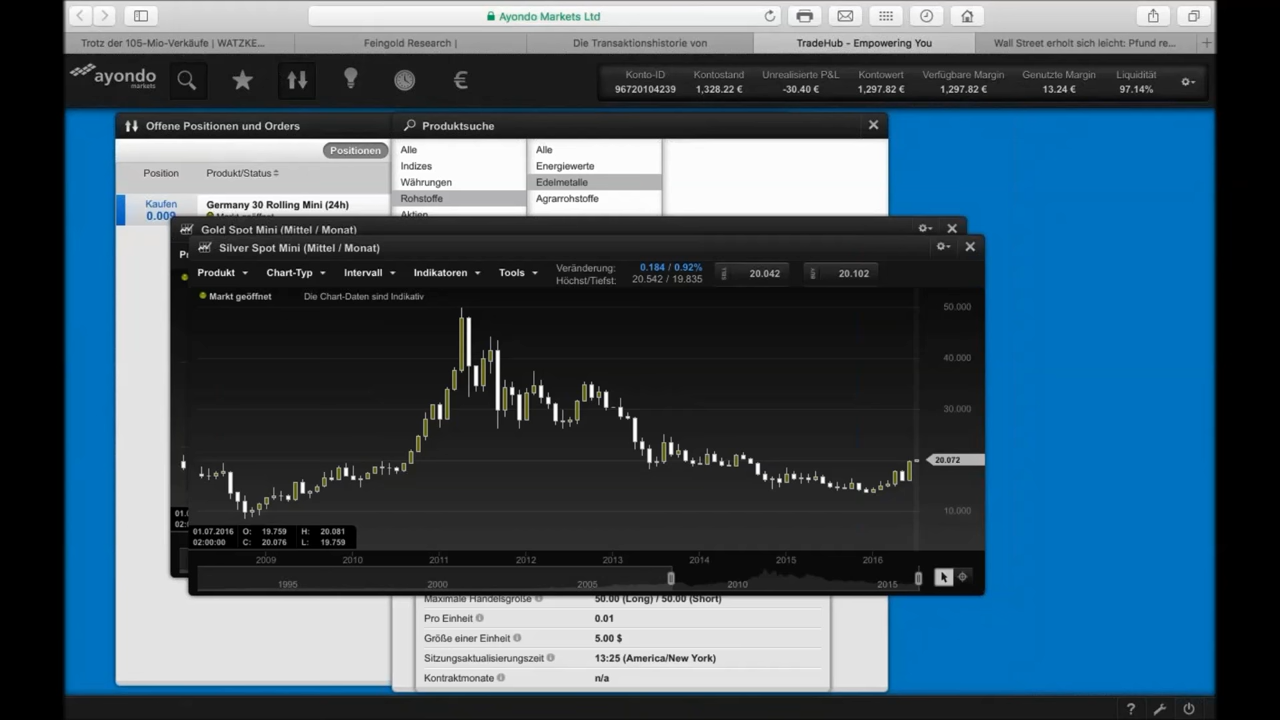 Ayondo Markets Ltd
Trotz der 105-Mio-Verkäufe | WATZKE...
Feingold Research |
Die Transaktionshistorie von
TradeHub - Empowering You
Wall Street erholt sich leicht: Pfund re...
ayondo
markets
€
Konto-ID Kontostand Unrealisierte P&L Kontowert Verfügbare Margin Genutzte Margin Liquidität
96720104239 1,328.22 € -30.40 € 1,297.82 € 1,297.82 € 13.24 € 97.14%
Offene Positionen und Orders
Produktsuche
Positionen
Position Produkt/Status
Kaufen
0.009
Germany 30 Rolling Mini (24h)
Alle
Indizes
Währungen
Rohstoffe
Aktien
Alle
Energiewerte
Edelmetalle
Agrarrohstoffe
Gold Spot Mini (Mittel / Monat)
Silver Spot Mini (Mittel / Monat)
Produkt Chart-Typ Intervall Indikatoren Tools
Veränderung: 0.184 / 0.92%
Höchst/Tiefst: 20.542 / 19.835
SELL 20.042
BUY 20.102
Markt geöffnet Die Chart-Daten sind Indikativ
50.000
40.000
30.000
20.072
10.000
01.07.2016 O: 19.759 H: 20.081
02:00:00 C: 20.076 L: 19.759
2009 2010 2011 2012 2013 2014 2015 2016
1995 2000 2005 2010 2015
Maximale Handelsgröße 50.00 (Long) / 50.00 (Short)
Pro Einheit 0.01
Größe einer Einheit 5.00 $
Sitzungsaktualisierungszeit 13:25 (America/New York)
Kontraktmonate n/a
?